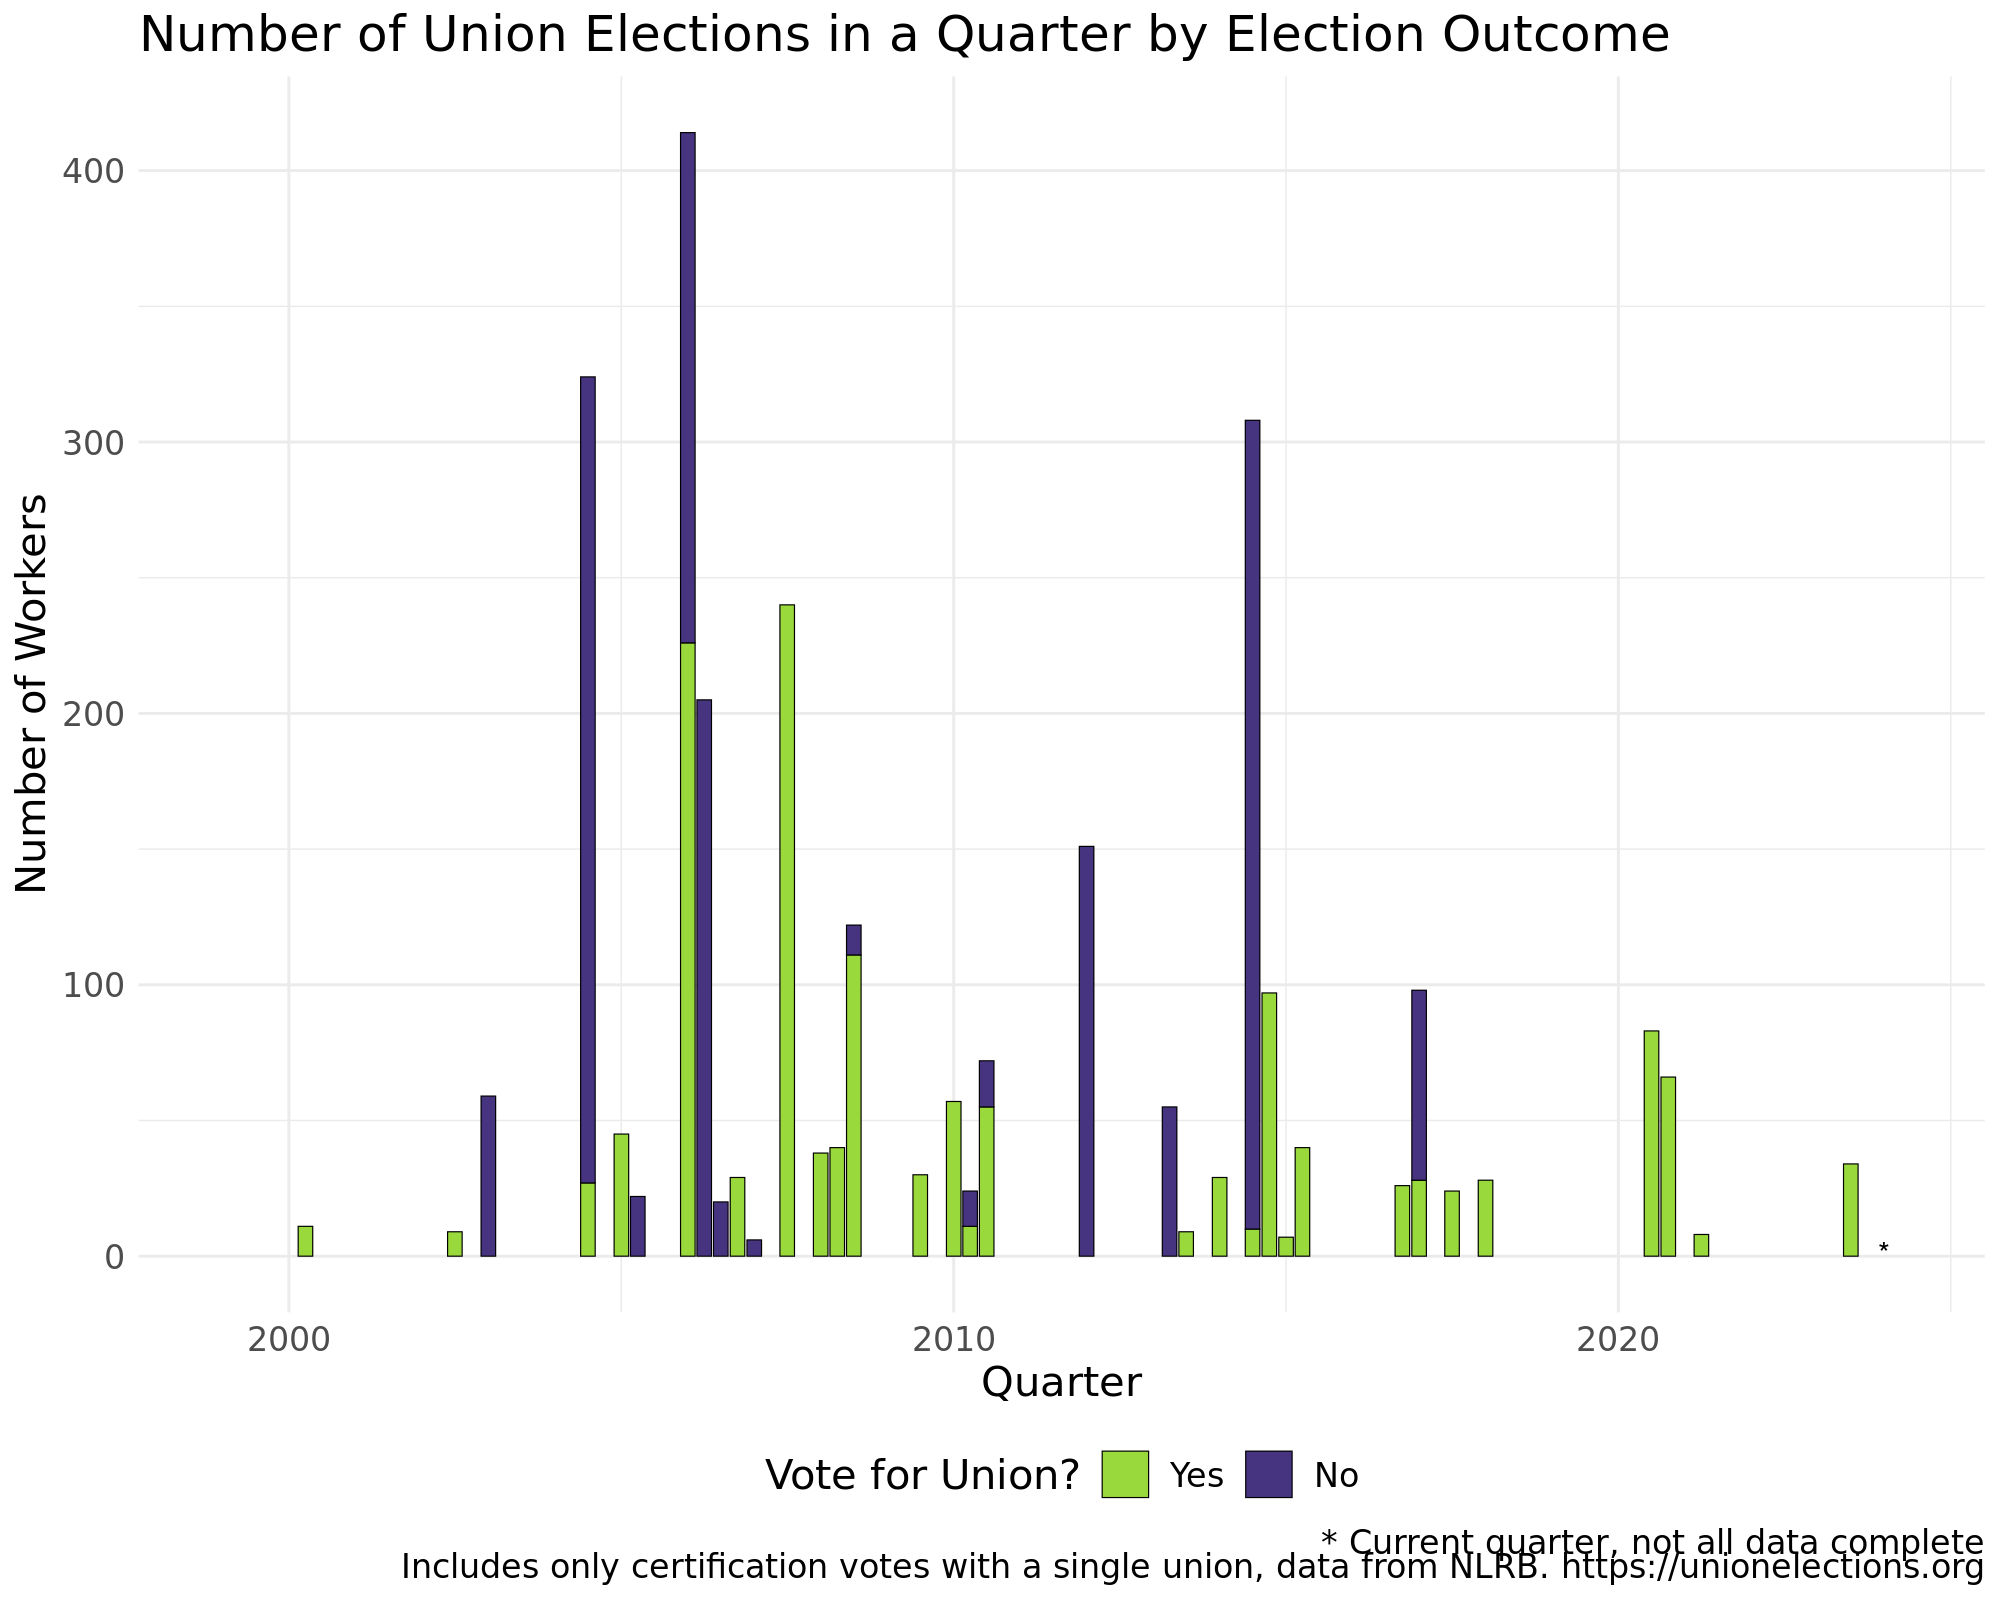 Number of Union Elections in a Quarter by Election Outcome
Number of Workers
400
300
200
100
0
*
2000 2010 2020
Quarter
Vote for Union? Yes No
* Current quarter, not all data complete
Includes only certification votes with a single union, data from NLRB. https://unionelections.org